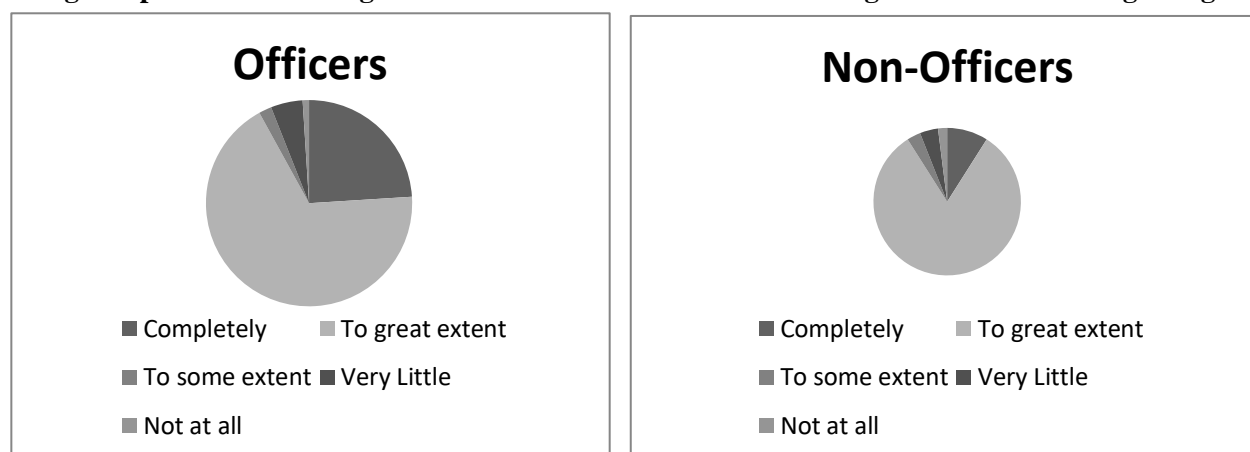 Officers
Completely To great extent
To some extent Very Little
Not at all
Non-Officers
Completely To great extent
To some extent Very Little
Not at all